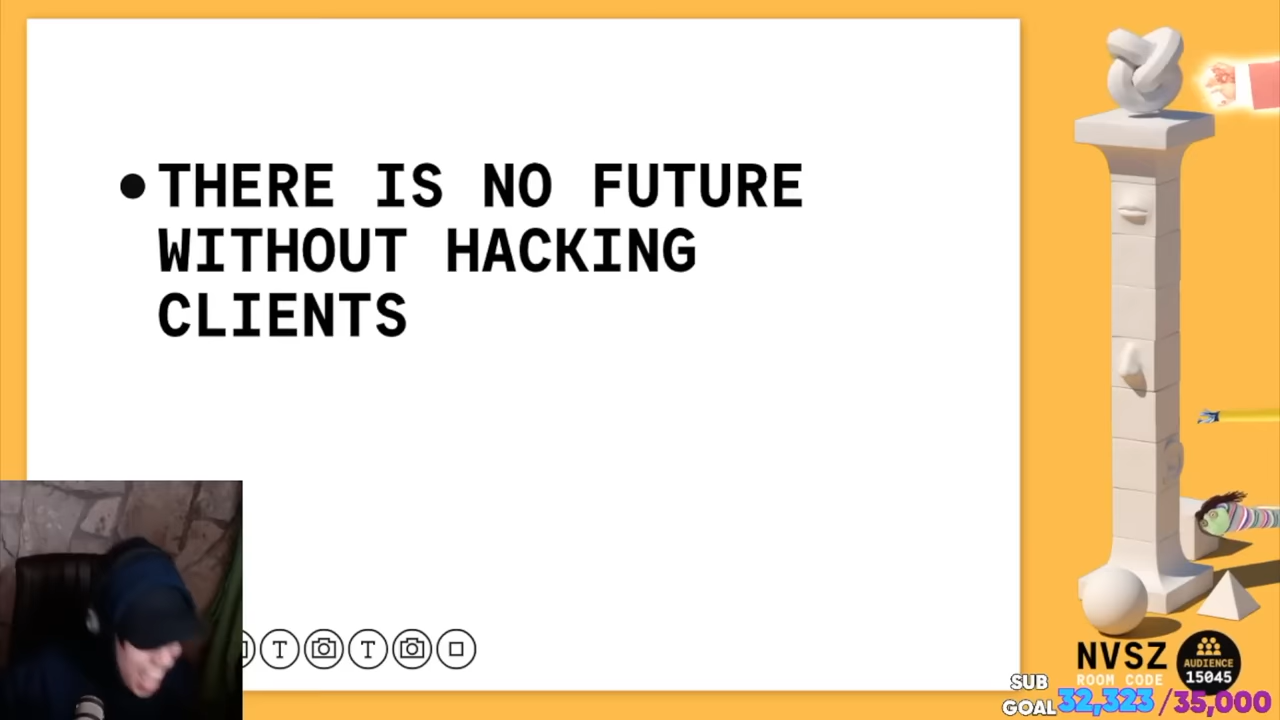 • THERE IS NO FUTURE
WITHOUT HACKING
CLIENTS
T
T
NVSZ
ROOM CODE
AUDIENCE
15045
SUB
GOAL 32,323/35,000